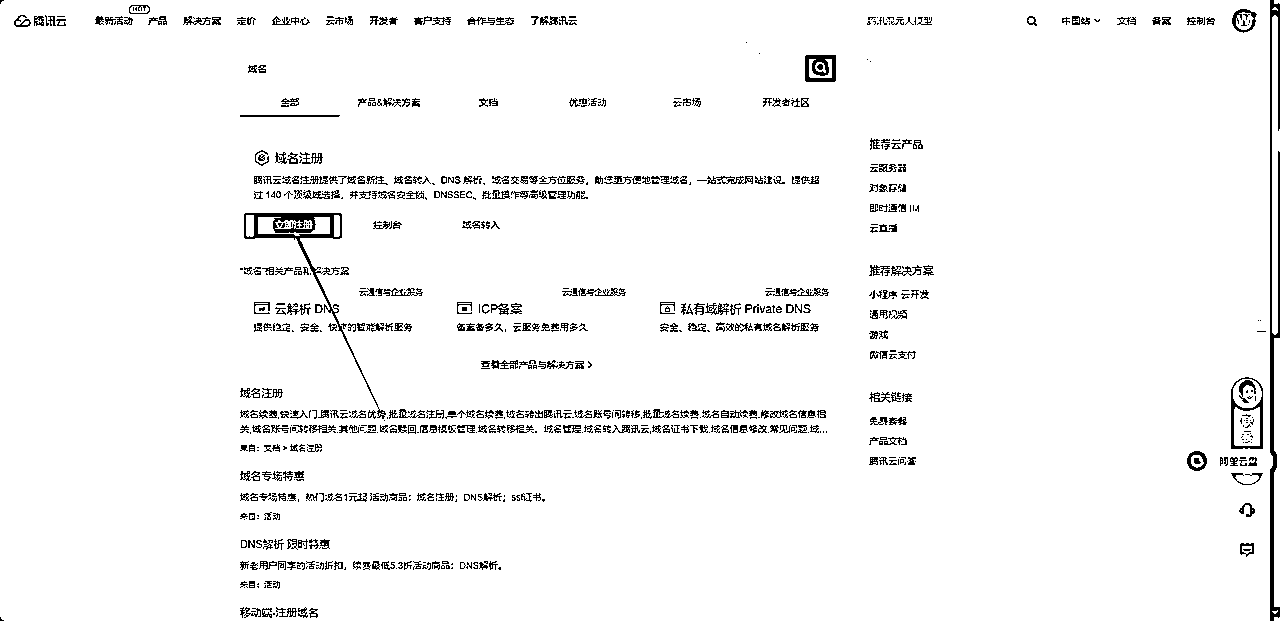 腾讯云 最新活动 HOT 产品 解决方案 定价 企业中心 云市场 开发者 客户支持 合作与生态 了解腾讯云 腾讯混元大模型 中国站 文档 备案 控制台 W
域名
全部 产品&解决方案 文档 优惠活动 云市场 开发者社区
域名注册
腾讯云域名注册提供了域名新注、域名转入、DNS 解析、域名交易等全方位服务，助您更方便地管理域名，一站式完成网站建设。提供超
过 140 个顶级域选择，并支持域名安全锁、DNSSEC、批量操作等高级管理功能。
立即注册 控制台 域名转入
"域名"相关产品和解决方案
云通信与企业服务 云通信与企业服务 云通信与企业服务
云解析 DNS ICP备案 私有域解析 Private DNS
提供稳定、安全、快速的智能解析服务 备案备多久，云服务免费用多久 安全、稳定、高效的私有域名解析服务
查看全部产品与解决方案
域名注册
域名续费,快速入门,腾讯云域名优势,批量域名注册,单个域名续费,域名转出腾讯云,域名账号间转移,批量域名续费,域名自动续费,修改域名信息相
关,域名账号间转移相关,其他问题,域名赎回,信息模板管理,域名转移相关。域名管理,域名转入腾讯云,域名证书下载,域名信息修改,常见问题,域...
来自：文档 > 域名注册
域名专场特惠
域名专场特惠，热门域名1元起 活动商品：域名注册；DNS解析；ssl证书。
来自：活动
DNS解析 限时特惠
新老用户同享的活动折扣，续费最低5.3折活动商品：DNS解析。
来自：活动
移动端-注册域名
推荐云产品
云服务器
对象存储
即时通信 IM
云直播
推荐解决方案
小程序 云开发
通用视频
游戏
微信云支付
相关链接
免费套餐
产品文档
腾讯云问答
阿里云盘